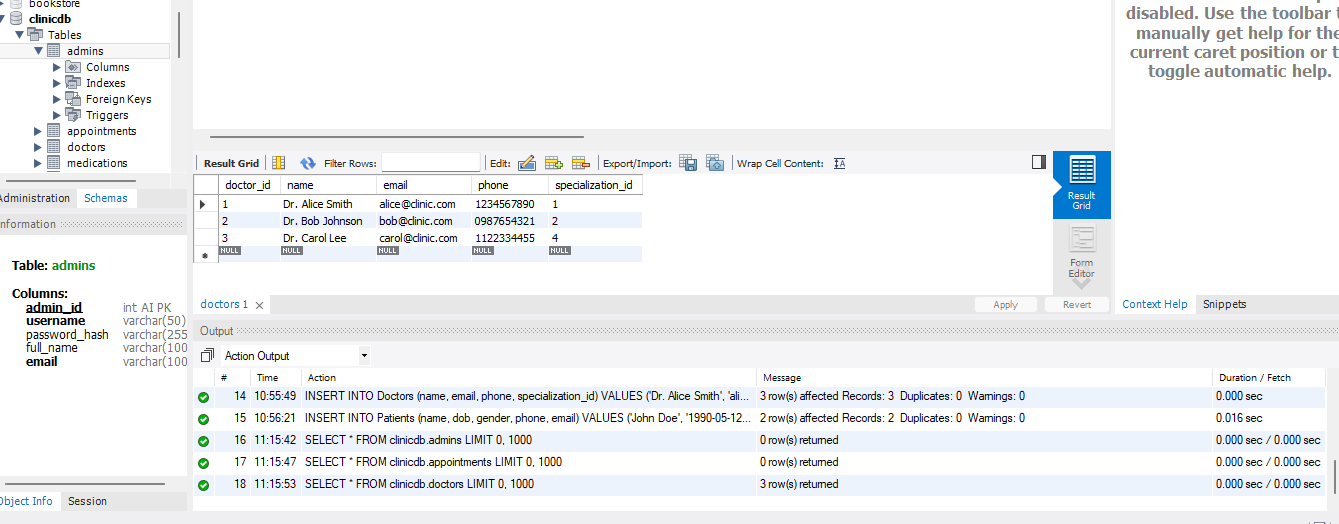 bookstore
clinicdb
Tables
admins
Columns
Indexes
Foreign Keys
Triggers
appointments
doctors
medications
Administration Schemas
Information
Table: admins
Columns:
admin_id int AI PK
username varchar(50)
password_hash varchar(255
full_name varchar(100
email varchar(100
Object Info Session
Result Grid Filter Rows: Edit: Export/Import: Wrap Cell Content: IA
doctor_id name email phone specialization_id
1 Dr. Alice Smith alice@clinic.com 1234567890 1
2 Dr. Bob Johnson bob@clinic.com 0987654321 2
3 Dr. Carol Lee carol@clinic.com 1122334455 4
NULL NULL NULL NULL NULL
Result
Grid
Form
Editor
doctors 1 Apply Revert
disabled. Use the toolbar
manually get help for the
current caret position or
toggle automatic help.
Context Help Snippets
Output
Action Output
# Time Action Message Duration / Fetch
14 10:55:49 INSERT INTO Doctors (name, email, phone, specialization_id) VALUES ('Dr. Alice Smith', 'ali... 3 row(s) affected Records: 3 Duplicates: 0 Warnings: 0 0.000 sec
15 10:56:21 INSERT INTO Patients (name, dob, gender, phone, email) VALUES ('John Doe', '1990-05-12... 2 row(s) affected Records: 2 Duplicates: 0 Warnings: 0 0.016 sec
16 11:15:42 SELECT * FROM clinicdb.admins LIMIT 0, 1000 0 row(s) returned 0.000 sec / 0.000 sec
17 11:15:47 SELECT * FROM clinicdb.appointments LIMIT 0, 1000 0 row(s) returned 0.000 sec / 0.000 sec
18 11:15:53 SELECT * FROM clinicdb.doctors LIMIT 0, 1000 3 row(s) returned 0.000 sec / 0.000 sec